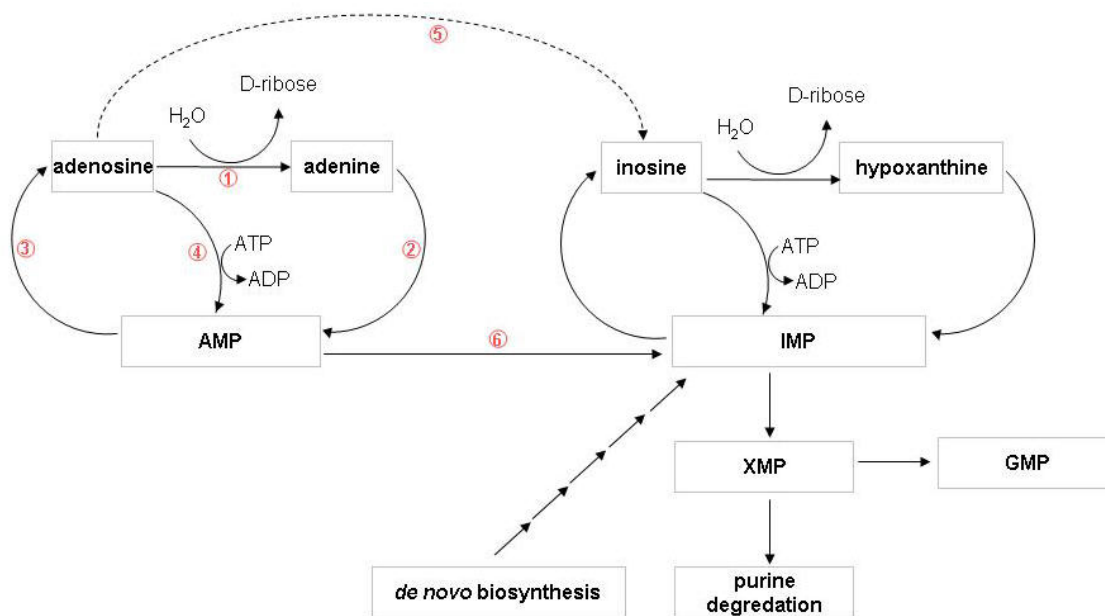 ⑤
D-ribose
H₂O
adenosine
①
adenine
③
④
ATP
ADP
②
AMP
⑥
D-ribose
H₂O
inosine
hypoxanthine
ATP
ADP
IMP
XMP
GMP
de novo biosynthesis
purine
degredation